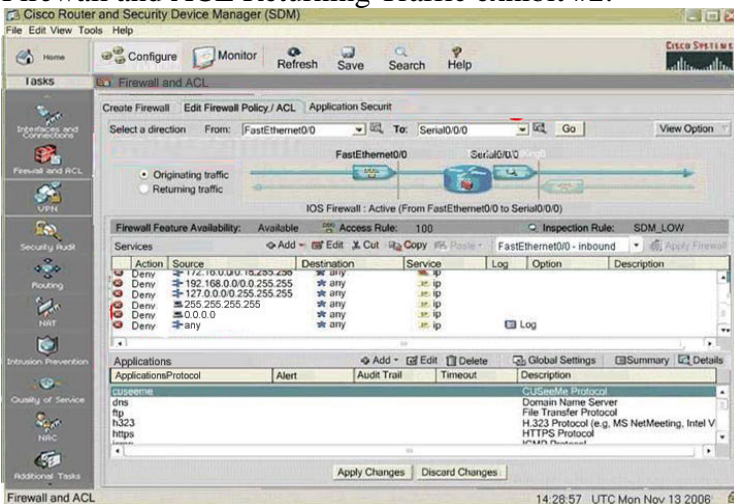 Firewall and ACL Returning Traffic exhibit #2:
Cisco Router and Security Device Manager (SDM)
File Edit View Tools Help
Home Configure Monitor Refresh Save Search Help
Cisco Systems
Tasks
Firewall and ACL
Create Firewall Edit Firewall Policy / ACL Application Securit
Select a direction From: FastEthernet0/0 To: Serial0/0/0 Go View Option
Interfaces and Connections
FastEthernet0/0 Serial0/0/0
Firewall and ACL
Originating traffic
Returning traffic
VPN
IOS Firewall : Active (From FastEthernet0/0 to Serial0/0/0)
Firewall Feature Availability: Available Access Rule: 100 Inspection Rule: SDM_LOW
Services Add Edit Cut Copy Paste FastEthernet0/0 - inbound Apply Firewall
Security Audit
Action Source Destination Service Log Option Description
Deny 172.16.0.0/0.15.255.255 any ip
Deny 192.168.0.0/0.0.255.255 any ip
Deny 127.0.0.0/0.255.255.255 any ip
Deny 255.255.255.255 any ip
Deny 0.0.0.0 any ip
Deny any any ip Log
Routing
NAT
Intrusion Prevention
Applications Add Edit Delete Global Settings Summary Details
ApplicationsProtocol Alert Audit Trail Timeout Description
cuseeme CUSeeMe Protocol
dns Domain Name Server
ftp File Transfer Protocol
h323 H.323 Protocol (e.g, MS NetMeeting, Intel V
https HTTPS Protocol
icmp ICMP Protocol
Quality of Service
NAC
Additional Tasks
Apply Changes Discard Changes
Firewall and ACL 14:28:57 UTC Mon Nov 13 2006